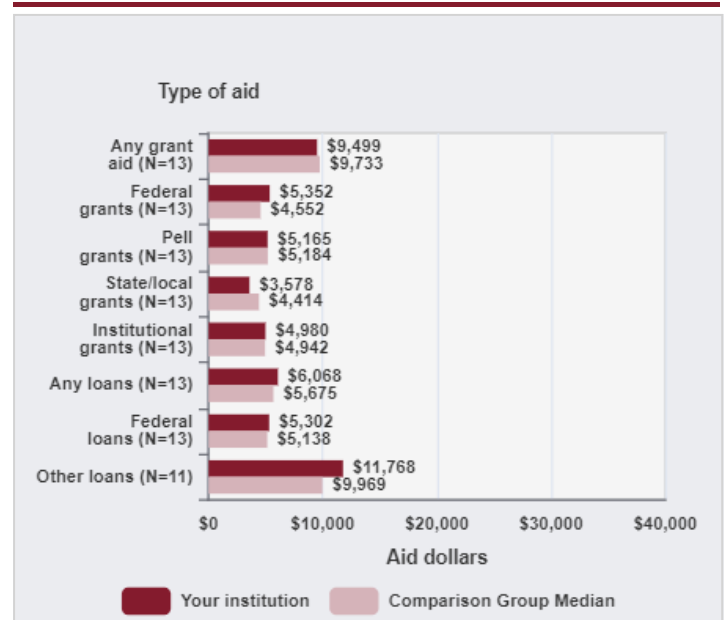 Type of aid
Any grant
aid (N=13)
$9,499
$9,733
Federal
grants (N=13)
$5,352
$4,552
Pell
grants (N=13)
$5,165
$5,184
State/local
grants (N=13)
$3,578
$4,414
Institutional
grants (N=13)
$4,980
$4,942
Any loans (N=13)
$6,068
$5,675
Federal
loans (N=13)
$5,302
$5,138
Other loans (N=11)
$11,768
$9,969
$0 $10,000 $20,000 $30,000 $40,000
Aid dollars
Your institution Comparison Group Median